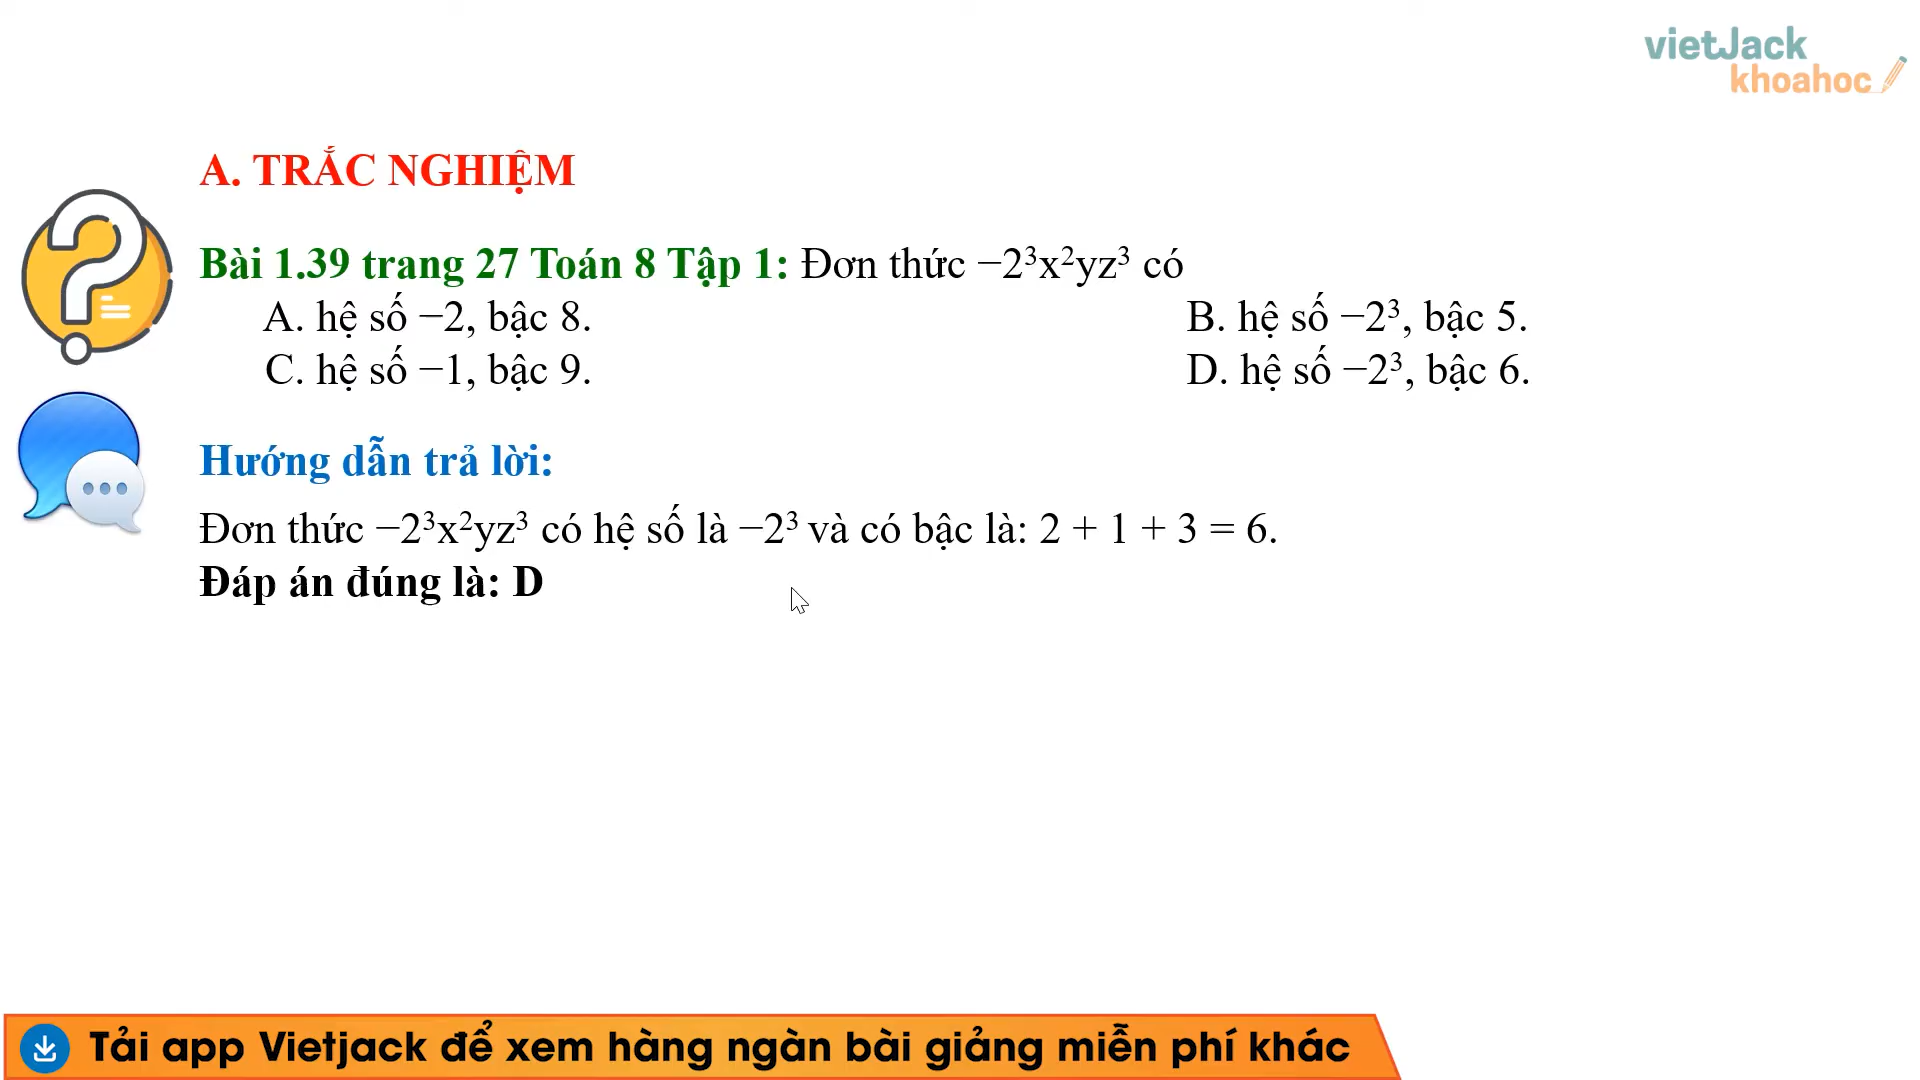 vietJack
khoahoc
A. TRẮC NGHIỆM
Bài 1.39 trang 27 Toán 8 Tập 1: Đơn thức −2³x²yz³ có
A. hệ số −2, bậc 8. B. hệ số −2³, bậc 5.
C. hệ số −1, bậc 9. D. hệ số −2³, bậc 6.
Hướng dẫn trả lời:
Đơn thức −2³x²yz³ có hệ số là −2³ và có bậc là: 2 + 1 + 3 = 6.
Đáp án đúng là: D
Tải app Vietjack để xem hàng ngàn bài giảng miễn phí khác